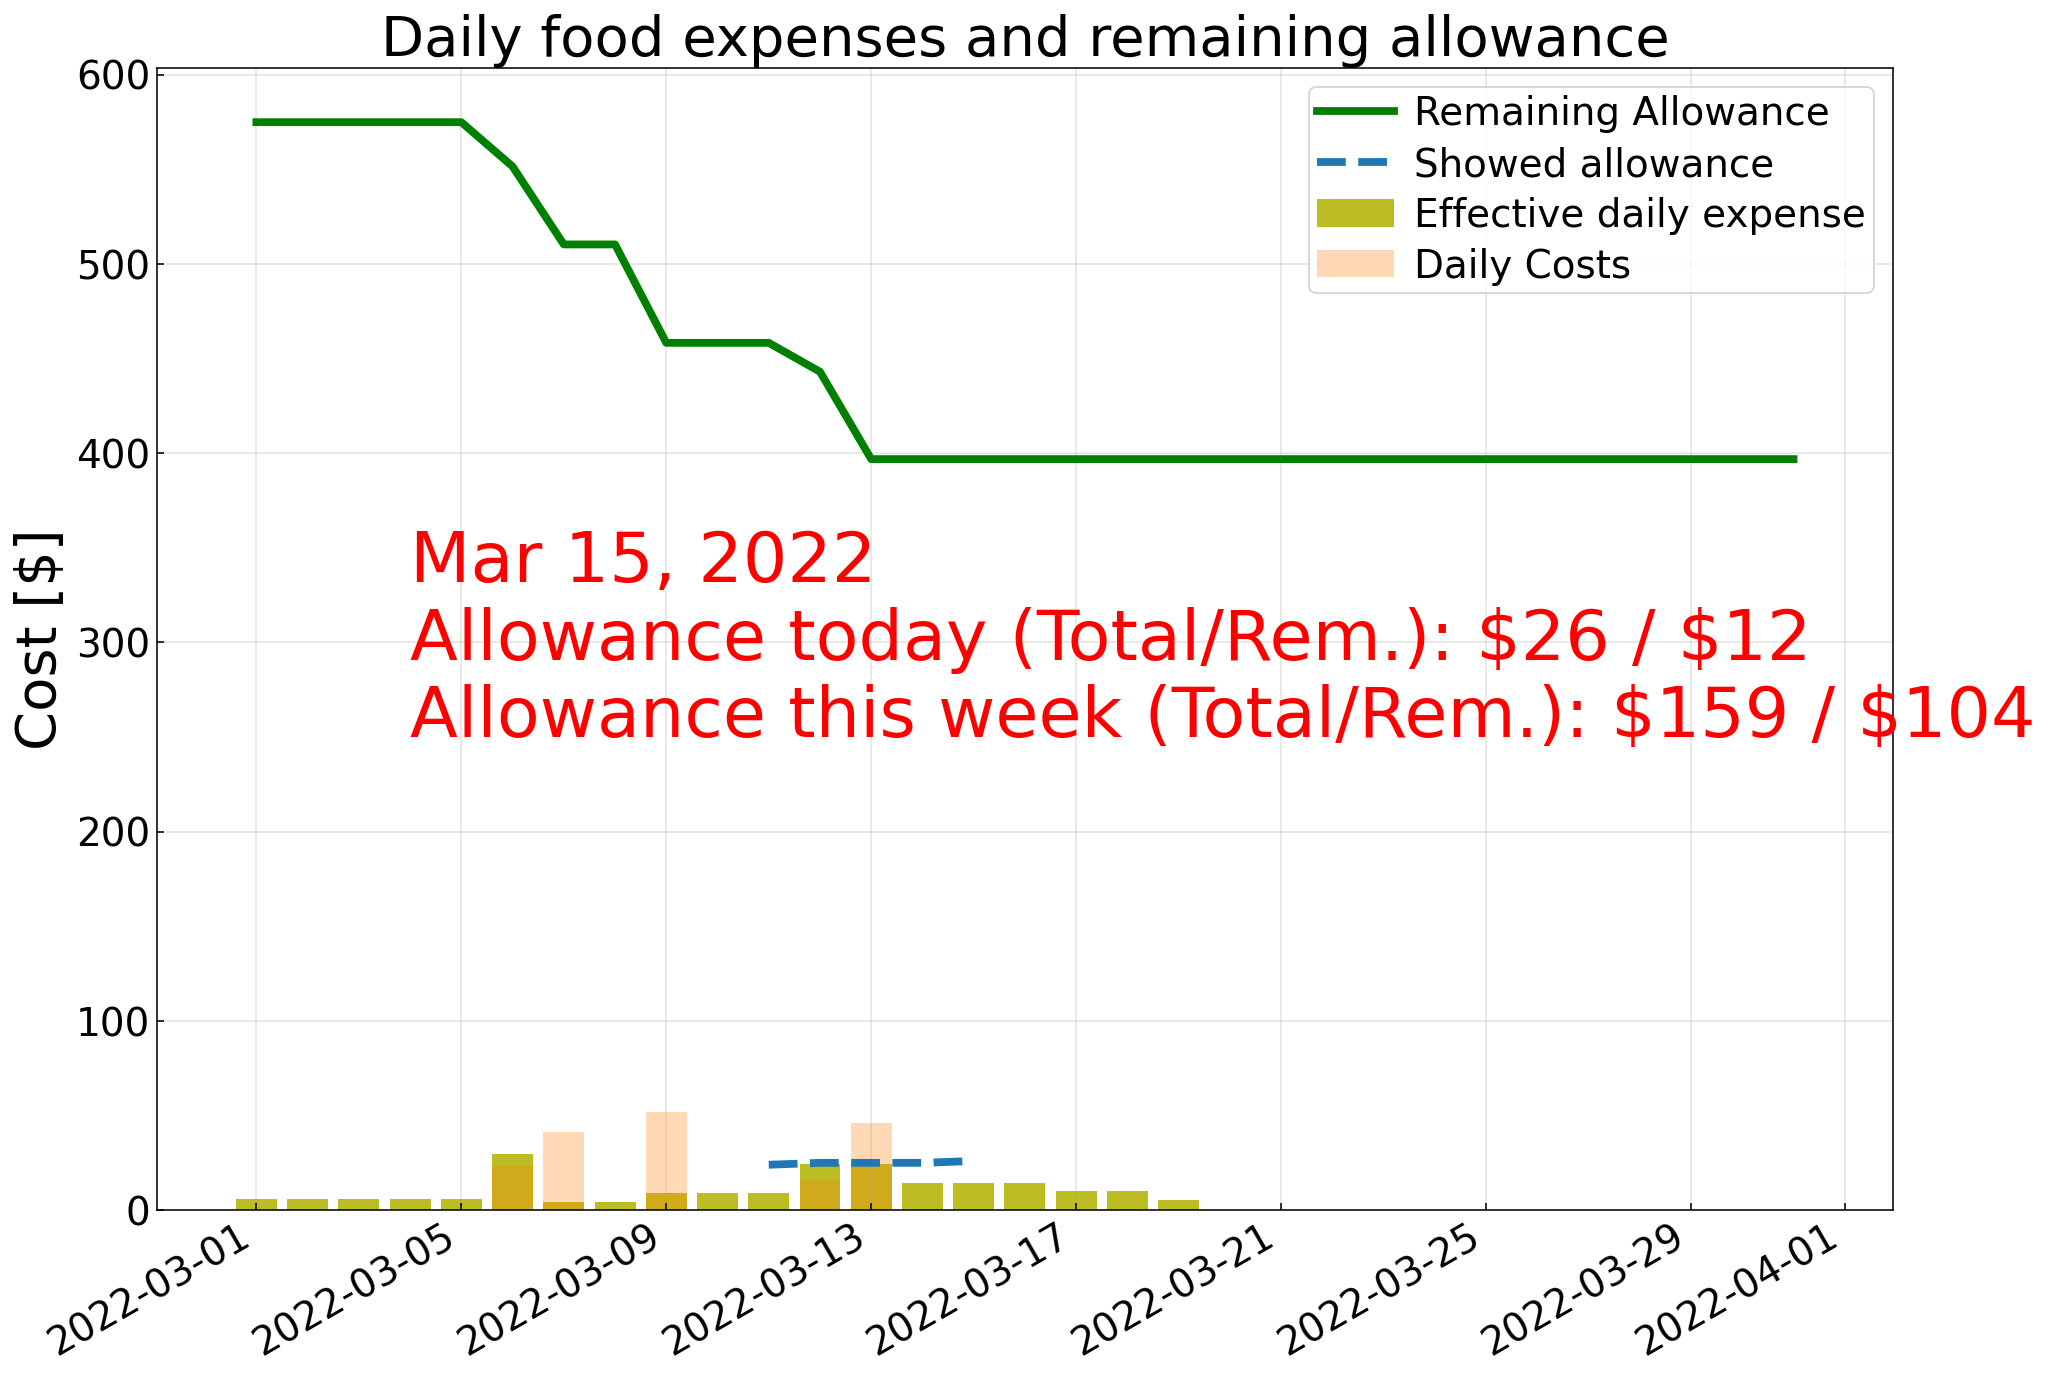 Daily food expenses and remaining allowance
600
500
400
300
200
100
0
Cost [$]
Remaining Allowance
Showed allowance
Effective daily expense
Daily Costs
Mar 15, 2022
Allowance today (Total/Rem.): $26 / $12
Allowance this week (Total/Rem.): $159 / $104
2022-03-01
2022-03-05
2022-03-09
2022-03-13
2022-03-17
2022-03-21
2022-03-25
2022-03-29
2022-04-01